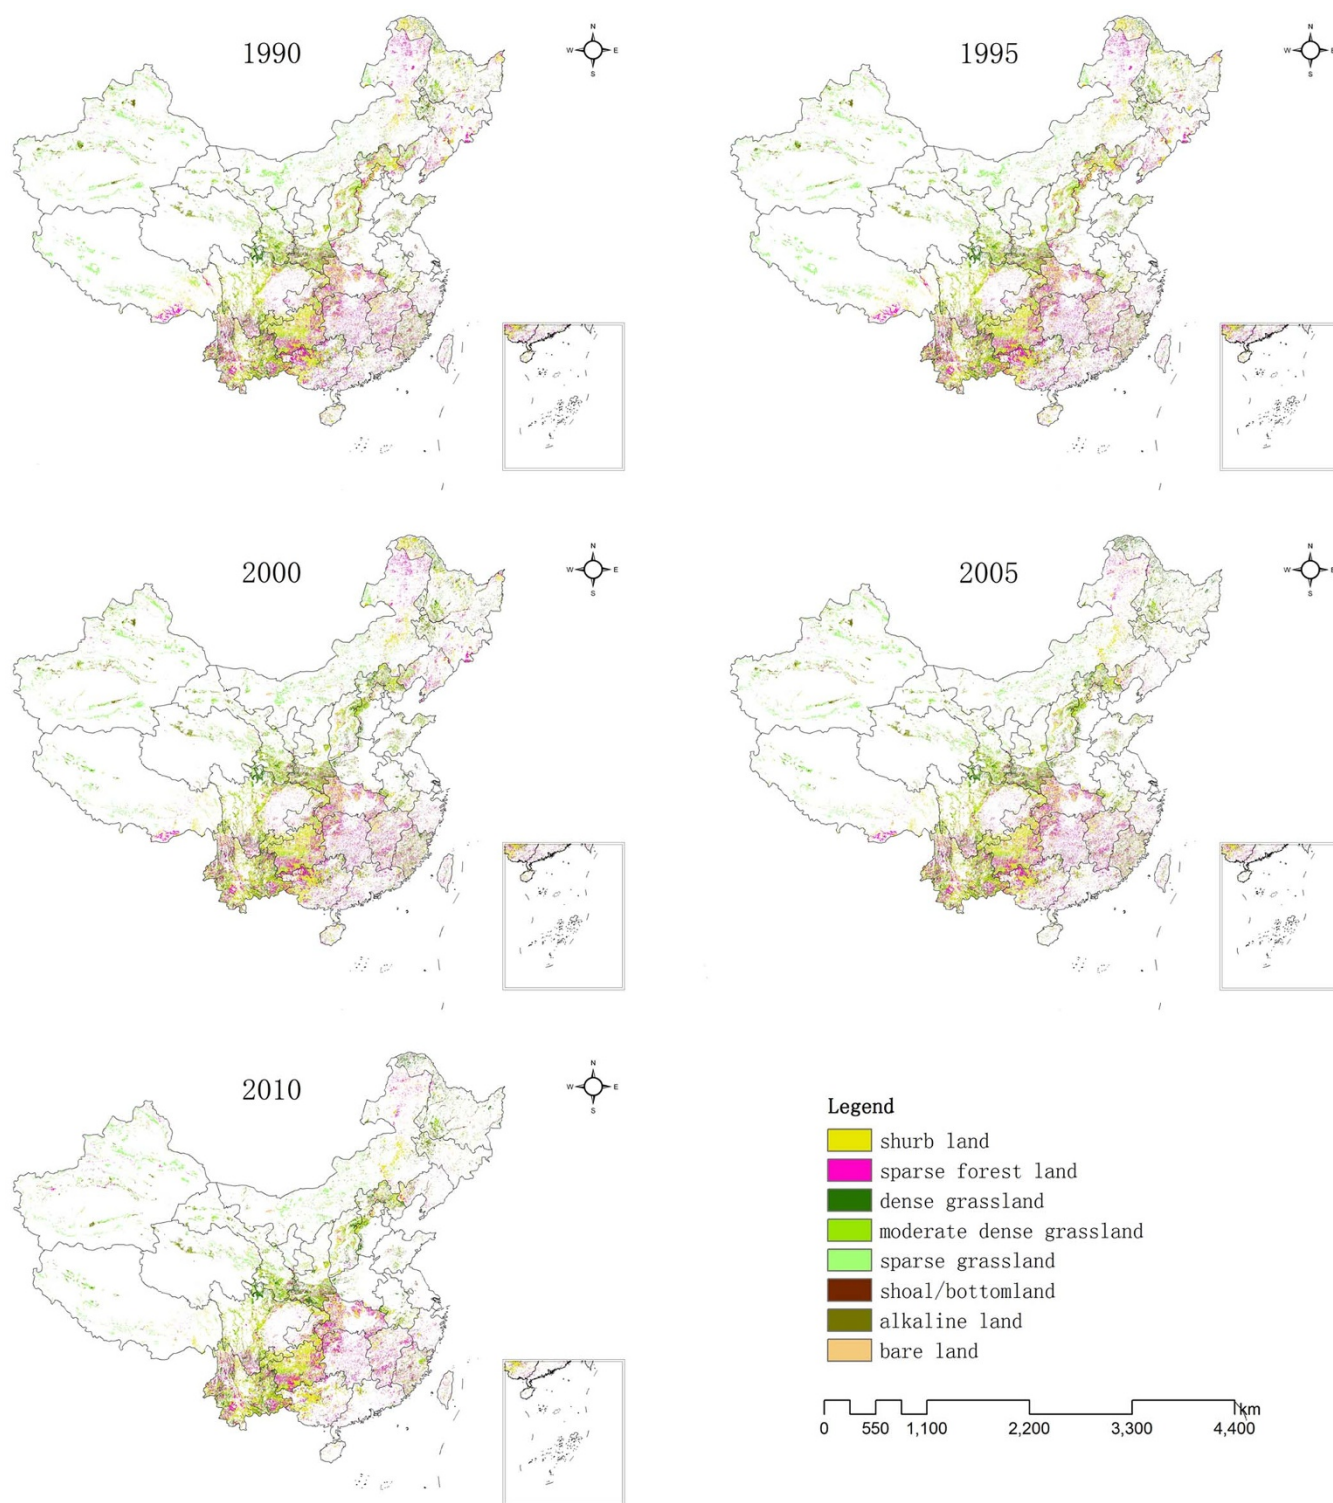 1990
N
W E
S
1995
N
W E
S
2000
N
W E
S
2005
N
W E
S
2010
N
W E
S
Legend
shurb land
sparse forest land
dense grassland
moderate dense grassland
sparse grassland
shoal/bottomland
alkaline land
bare land
km
0 550 1,100 2,200 3,300 4,400